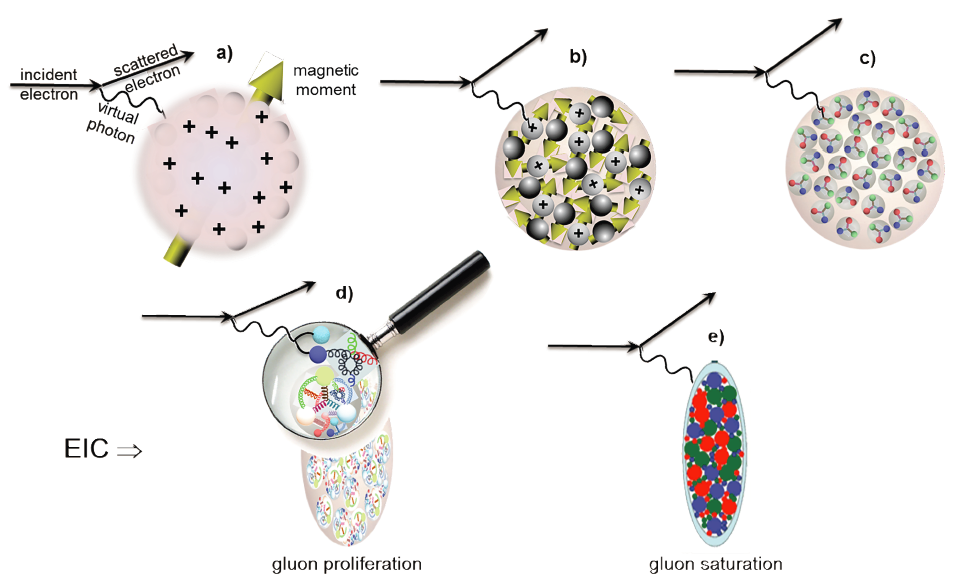 a)
incident
electron
scattered
electron
virtual
photon
magnetic
moment
b)
c)
d)
e)
EIC ⇒
gluon proliferation
gluon saturation